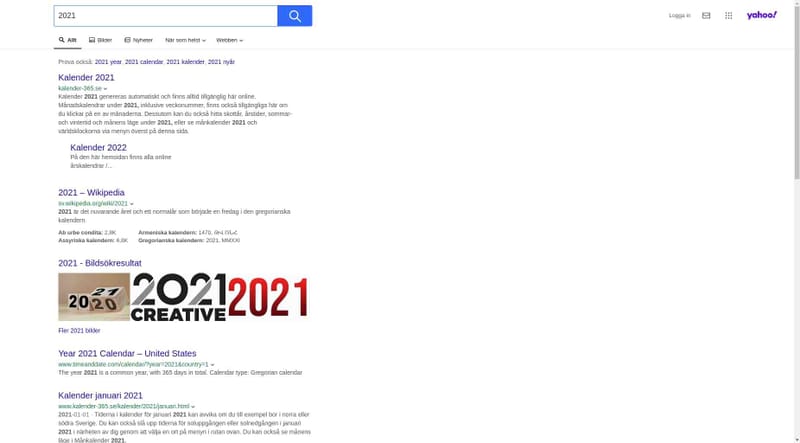 2021
Logga in
yahoo!
Allt
Bilder
Nyheter
När som helst
Webben
Prova också: 2021 year, 2021 calendar, 2021 kalender, 2021 nyår
Kalender 2021
kalender-365.se
Kalender 2021 genereras automatiskt och finns alltid tillgänglig här online.
Månadskalendrar under 2021, inklusive veckonummer, finns också tillgängliga här om
du klickar på en av månaderna. Dessutom kan du också hitta skottår, årstider, sommar-
och vintertid och månens läge under 2021, eller se månkalender 2021 och
världsklockorna via menyn överst på denna sida.
Kalender 2022
På den här hemsidan finns alla online
årskalendrar /...
2021 – Wikipedia
sv.wikipedia.org/wiki/2021
2021 är det nuvarande året och ett normalår som började en fredag i den gregorianska
kalendern.
Ab urbe condita: 2,8K
Armeniska kalendern: 1470,
Assyriska kalendern: 6,8K
Gregorianska kalendern: 2021, MMXXI
2021 - Bildsökresultat
2021
20
2021
CREATIVE
2021
Fler 2021 bilder
Year 2021 Calendar – United States
www.timeanddate.com/calendar/?year=2021&country=1
The year 2021 is a common year, with 365 days in total. Calendar type: Gregorian calendar
Kalender januari 2021
www.kalender-365.se/kalender/2021/januari.html
2021-01-01 · Tiderna i kalender för januari 2021 kan avvika om du till exempel bor i norra eller
södra Sverige. Du kan också slå upp tiderna för soluppgången eller solnedgången i januari
2021 i närheten av dig genom att välja en ort på menyn i rutan ovan. Du kan också se månens
läge i Månkalender 2021.